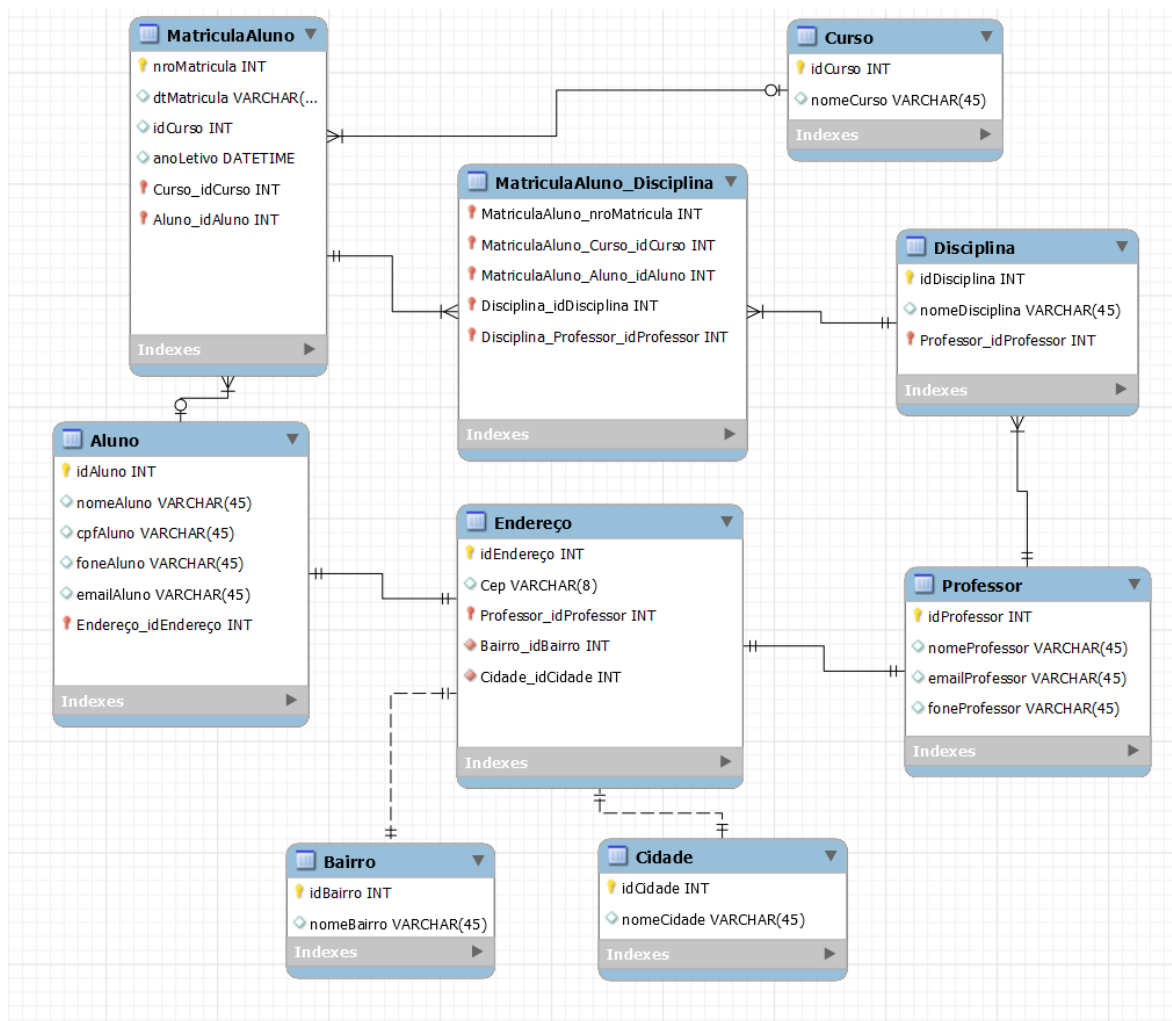 MatriculaAluno
nroMatricula INT
dtMatricula VARCHAR(...
idCurso INT
anoLetivo DATETIME
Curso_idCurso INT
Aluno_idAluno INT
Indexes
Curso
idCurso INT
nomeCurso VARCHAR(45)
Indexes
MatriculaAluno_Disciplina
MatriculaAluno_nroMatricula INT
MatriculaAluno_Curso_idCurso INT
MatriculaAluno_Aluno_idAluno INT
Disciplina_idDisciplina INT
Disciplina_Professor_idProfessor INT
Indexes
Disciplina
idDisciplina INT
nomeDisciplina VARCHAR(45)
Professor_idProfessor INT
Indexes
Aluno
idAluno INT
nomeAluno VARCHAR(45)
cpfAluno VARCHAR(45)
foneAluno VARCHAR(45)
emailAluno VARCHAR(45)
Endereço_idEndereço INT
Indexes
Endereço
idEndereço INT
Cep VARCHAR(8)
Professor_idProfessor INT
Bairro_idBairro INT
Cidade_idCidade INT
Indexes
Professor
idProfessor INT
nomeProfessor VARCHAR(45)
emailProfessor VARCHAR(45)
foneProfessor VARCHAR(45)
Indexes
Bairro
idBairro INT
nomeBairro VARCHAR(45)
Indexes
Cidade
idCidade INT
nomeCidade VARCHAR(45)
Indexes